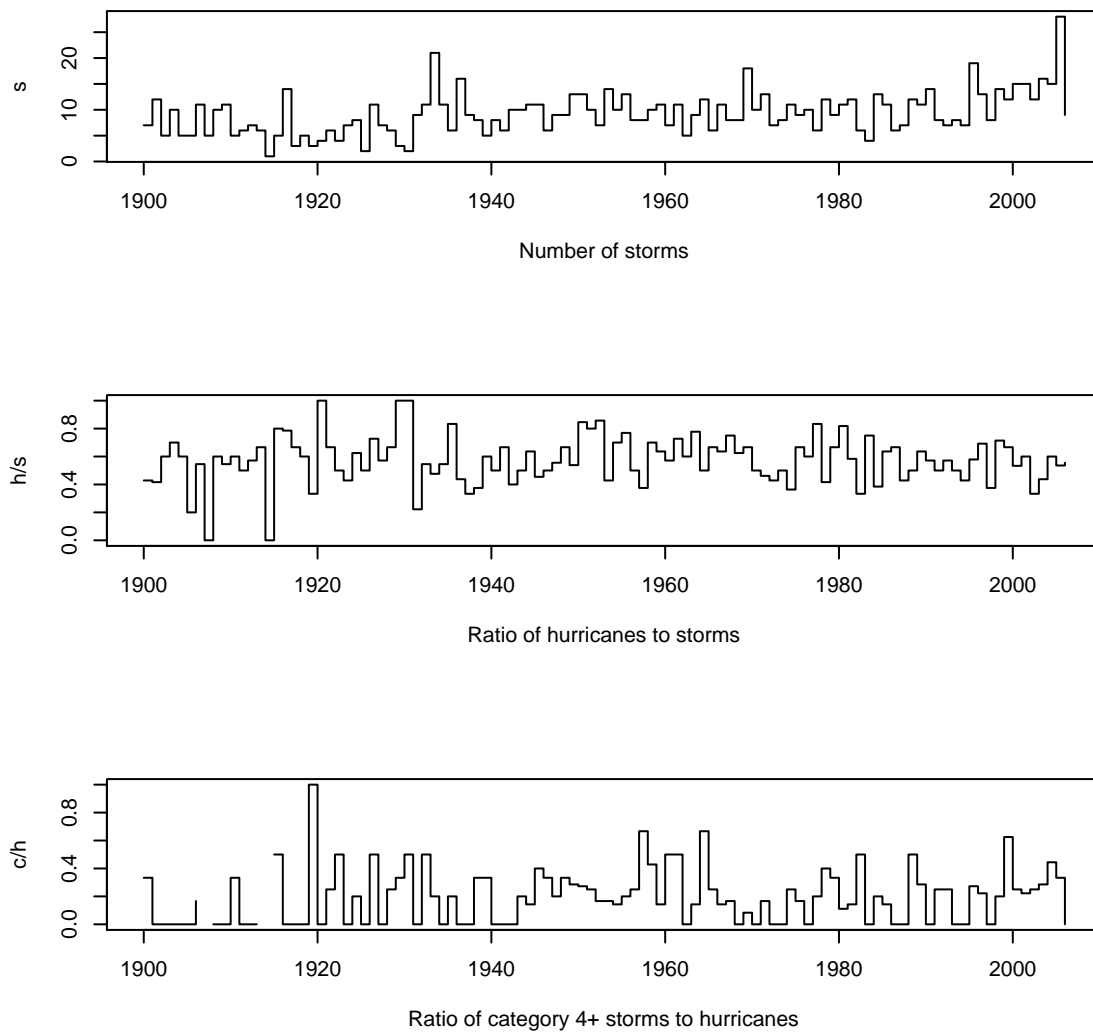 s
0 10 20
1900 1920 1940 1960 1980 2000
Number of storms
h/s
0.0 0.4 0.8
1900 1920 1940 1960 1980 2000
Ratio of hurricanes to storms
c/h
0.0 0.4 0.8
1900 1920 1940 1960 1980 2000
Ratio of category 4+ storms to hurricanes